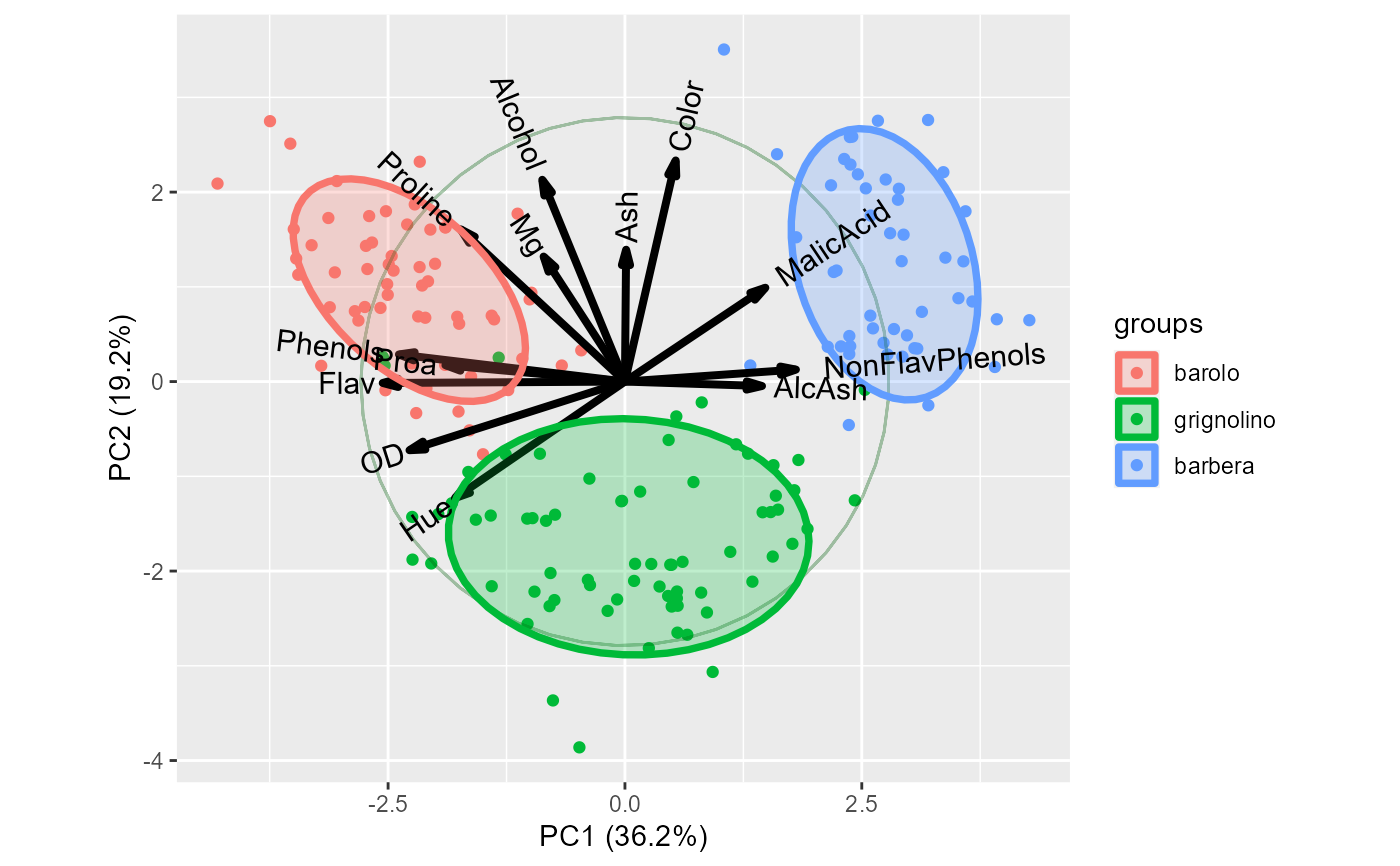 Alcohol
Color
Proline
Mg
Ash
MalicAcid
Phenols
Proa
Flav
NonFlavPhenols
AlcAsh
OD
Hue
2
0
-2
-4
-2.5
0.0
2.5
PC1 (36.2%)
PC2 (19.2%)
groups
barolo
grignolino
barbera